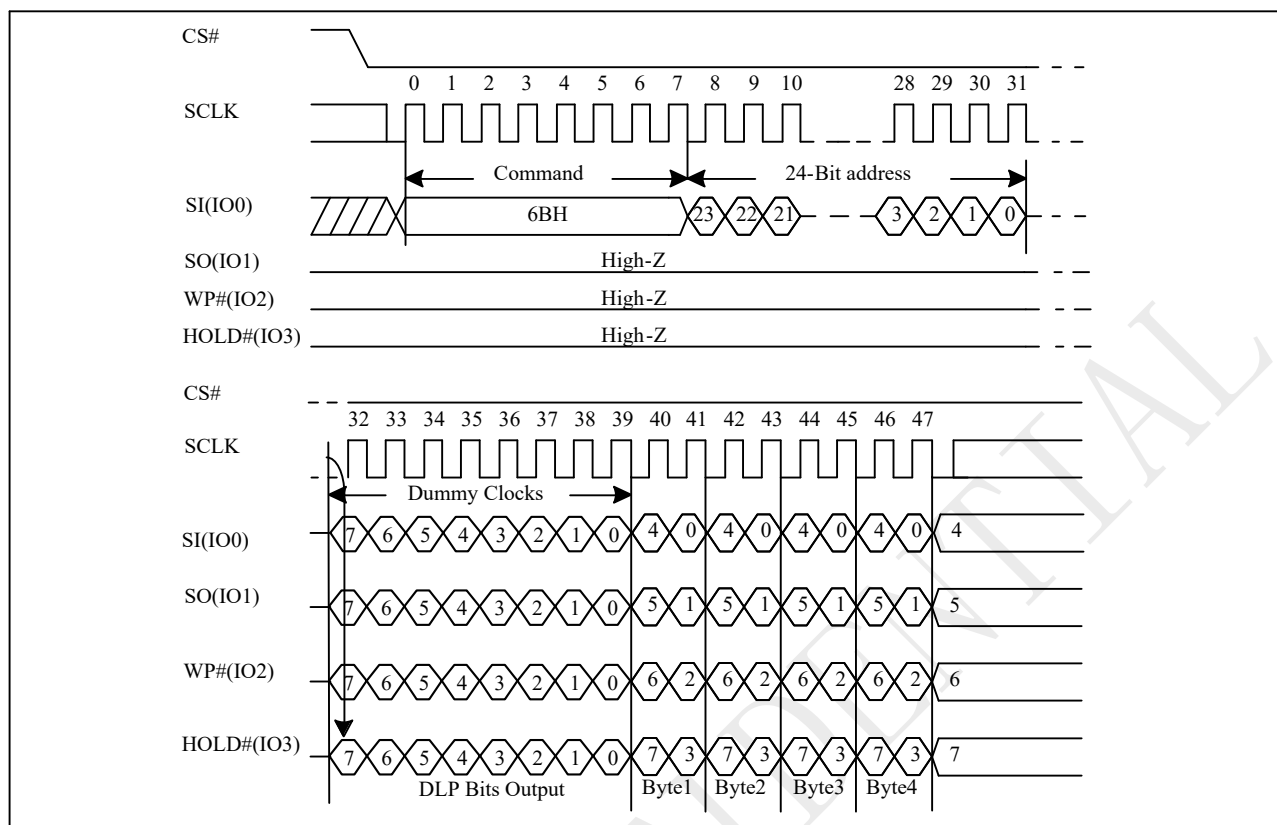 CS#
0 1 2 3 4 5 6 7 8 9 10 28 29 30 31
SCLK
Command 24-Bit address
SI(IO0) 6BH 23 22 21 3 2 1 0
SO(IO1) High-Z
WP#(IO2) High-Z
HOLD#(IO3) High-Z
CS#
32 33 34 35 36 37 38 39 40 41 42 43 44 45 46 47
SCLK
Dummy Clocks
SI(IO0) 7 6 5 4 3 2 1 0 4 0 4 0 4 0 4 0 4
SO(IO1) 7 6 5 4 3 2 1 0 5 1 5 1 5 1 5 1 5
WP#(IO2) 7 6 5 4 3 2 1 0 6 2 6 2 6 2 6 2 6
HOLD#(IO3) 7 6 5 4 3 2 1 0 7 3 7 3 7 3 7 3 7
DLP Bits Output Byte1 Byte2 Byte3 Byte4